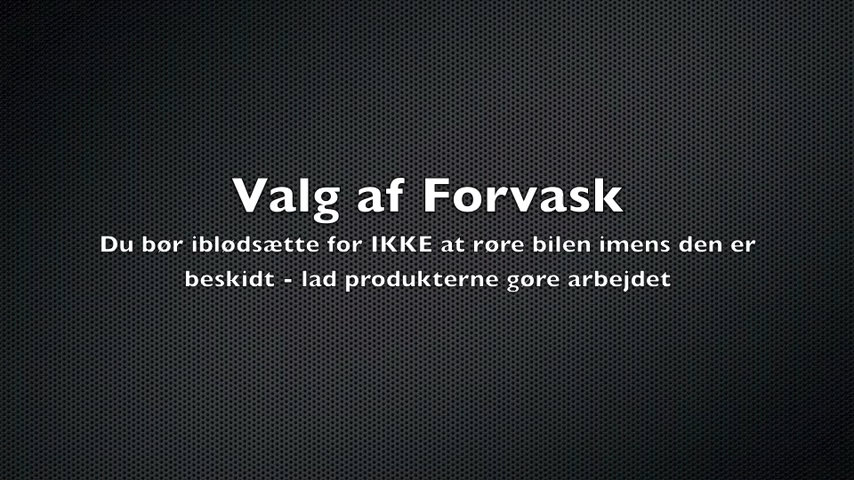 Valg af Forvask
Du bør iblødsætte for IKKE at røre bilen imens den er
beskidt - lad produkterne gøre arbejdet